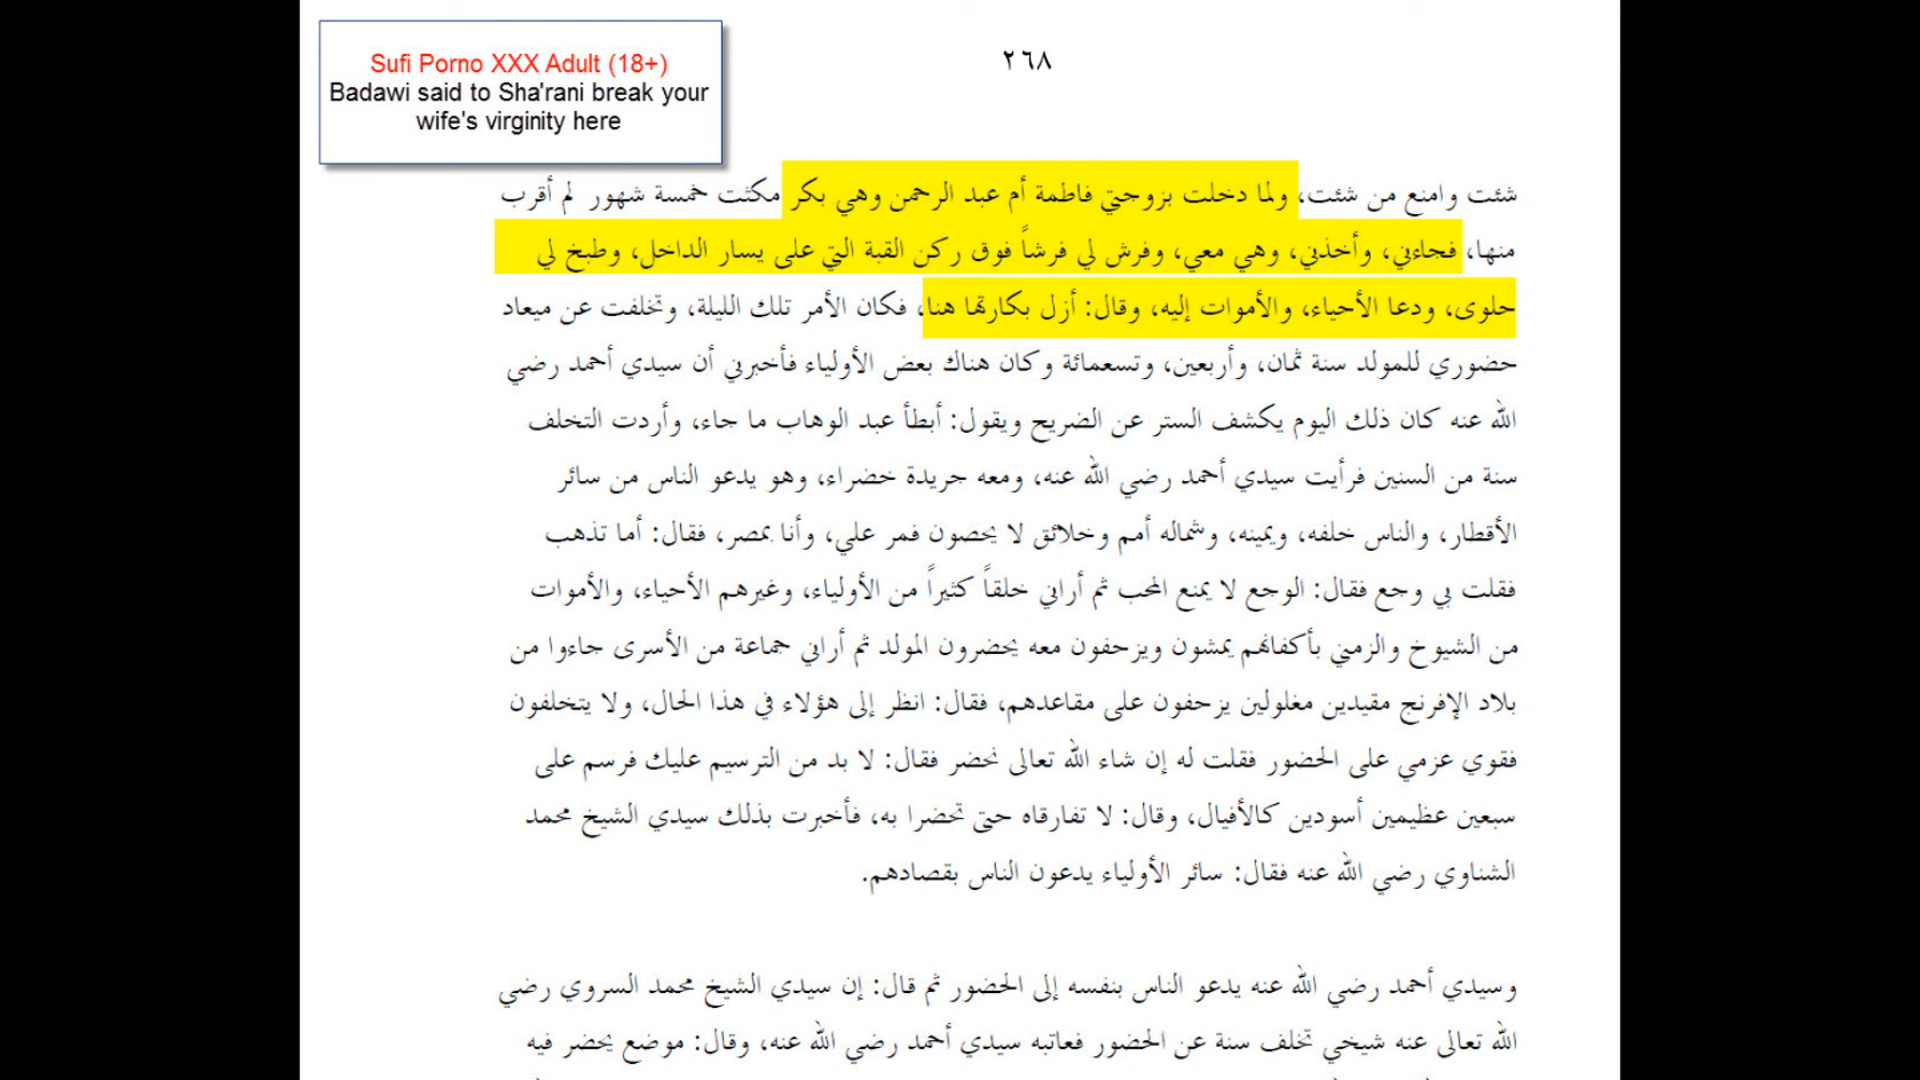 Sufi Porno XXX Adult (18+)
Badawi said to Sha'rani break your
wife's virginity here
٢٦٨
شئت وامنع من شئت، ولما دخلت بزوجتي فاطمة أم عبد الرحمن وهي بكر مكثت خمسة شهور لم أقرب
منها، فجاءني، وأخذني، وهي معي، وفرش لي فرشاً فوق ركن القبة التي على يسار الداخل، وطبخ لي
حلوى، ودعا الأحياء، والأموات إليه، وقال: أزل بكارتها هنا، فكان الأمر تلك الليلة، وتخلفت عن ميعاد
حضوري للمولد سنة ثمان، وأربعين، وتسعمائة وكان هناك بعض الأولياء فأخبرني أن سيدي أحمد رضي
الله عنه كان ذلك اليوم يكشف الستر عن الضريح ويقول: أبطأ عبد الوهاب ما جاء، وأردت التخلف
سنة من السنين فرأيت سيدي أحمد رضي الله عنه، ومعه جريدة خضراء، وهو يدعو الناس من سائر
الأقطار، والناس خلفه، ويمينه، وشماله أمم وخلائق لا يحصون فمر علي، وأنا بمصر، فقال: أما تذهب
فقلت بي وجع فقال: الوجع لا يمنع المحب ثم أراني خلقاً كثيراً من الأولياء، وغيرهم الأحياء، والأموات
من الشيوخ والزمني بأكفانهم يمشون ويزحفون معه يحضرون المولد ثم أراني جماعة من الأسرى جاءوا من
بلاد الإفرنج مقيدين مغلولين يزحفون على مقاعدهم، فقال: انظر إلى هؤلاء في هذا الحال، ولا يتخلفون
فقوي عزمي على الحضور فقلت له إن شاء الله تعالى نحضر فقال: لا بد من الترسيم عليك فرسم على
سبعين عظيمين أسودين كالأفيال، وقال: لا تفارقاه حتى تحضرا به، فأخبرت بذلك سيدي الشيخ محمد
الشناوي رضي الله عنه فقال: سائر الأولياء يدعون الناس بقصادهم.
وسيدي أحمد رضي الله عنه يدعو الناس بنفسه إلى الحضور ثم قال: إن سيدي الشيخ محمد السروي رضي
الله تعالى عنه شيخي تخلف سنة عن الحضور فعاتبه سيدي أحمد رضي الله عنه، وقال: موضع يحضر فيه